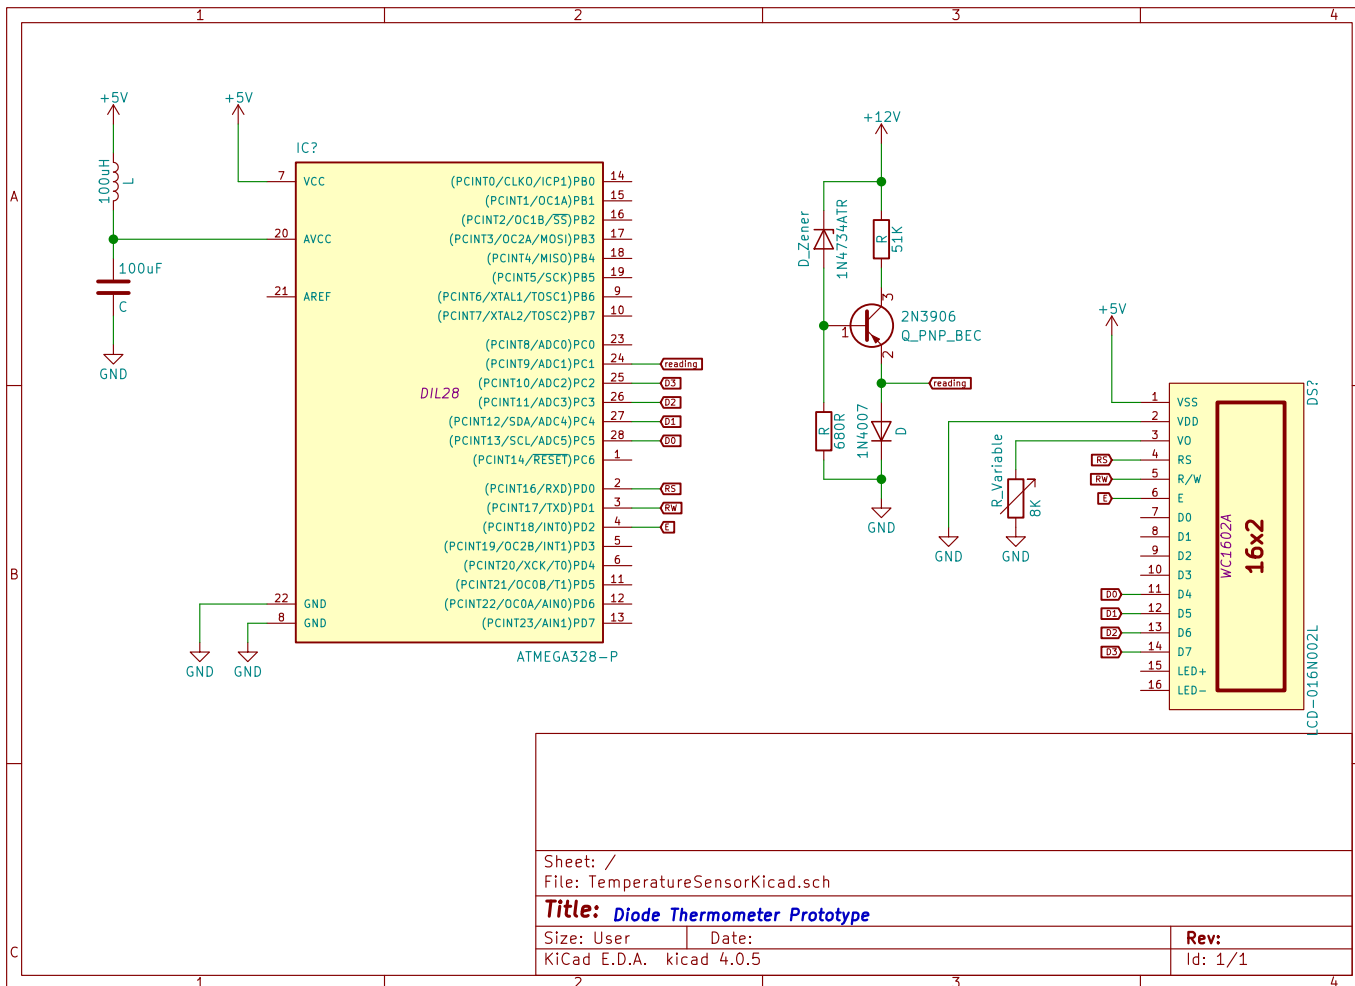 1 2 3 4
A
B
C
+5V
100uH
L
100uF
C
GND
+5V
IC?
7 VCC
20 AVCC
21 AREF
22 GND
8 GND
GND
GND
DIL28
(PCINT0/CLKO/ICP1)PB0 14
(PCINT1/OC1A)PB1 15
(PCINT2/OC1B/SS)PB2 16
(PCINT3/OC2A/MOSI)PB3 17
(PCINT4/MISO)PB4 18
(PCINT5/SCK)PB5 19
(PCINT6/XTAL1/TOSC1)PB6 9
(PCINT7/XTAL2/TOSC2)PB7 10
(PCINT8/ADC0)PC0 23
(PCINT9/ADC1)PC1 24 reading
(PCINT10/ADC2)PC2 25 D3
(PCINT11/ADC3)PC3 26 D2
(PCINT12/SDA/ADC4)PC4 27 D1
(PCINT13/SCL/ADC5)PC5 28 D0
(PCINT14/RESET)PC6 1
(PCINT16/RXD)PD0 2 RS
(PCINT17/TXD)PD1 3 RW
(PCINT18/INT0)PD2 4 E
(PCINT19/OC2B/INT1)PD3 5
(PCINT20/XCK/T0)PD4 6
(PCINT21/OC0B/T1)PD5 11
(PCINT22/OC0A/AIN0)PD6 12
(PCINT23/AIN1)PD7 13
ATMEGA328-P
+12V
D_Zener
1N4734ATR
R
51K
3
1
2
2N3906
Q_PNP_BEC
reading
R
680R
1N4007
D
GND
+5V
GND
R_Variable
8K
GND
DS?
1 VSS
2 VDD
3 VO
RS 4 RS
RW 5 R/W
E 6 E
7 D0
8 D1
9 D2
10 D3
D0 11 D4
D1 12 D5
D2 13 D6
D3 14 D7
15 LED+
16 LED-
WC1602A
16x2
LCD-016N002L
Sheet: /
File: TemperatureSensorKicad.sch
Title: Diode Thermometer Prototype
Size: User Date: Rev:
KiCad E.D.A. kicad 4.0.5 Id: 1/1
1 2 3 4